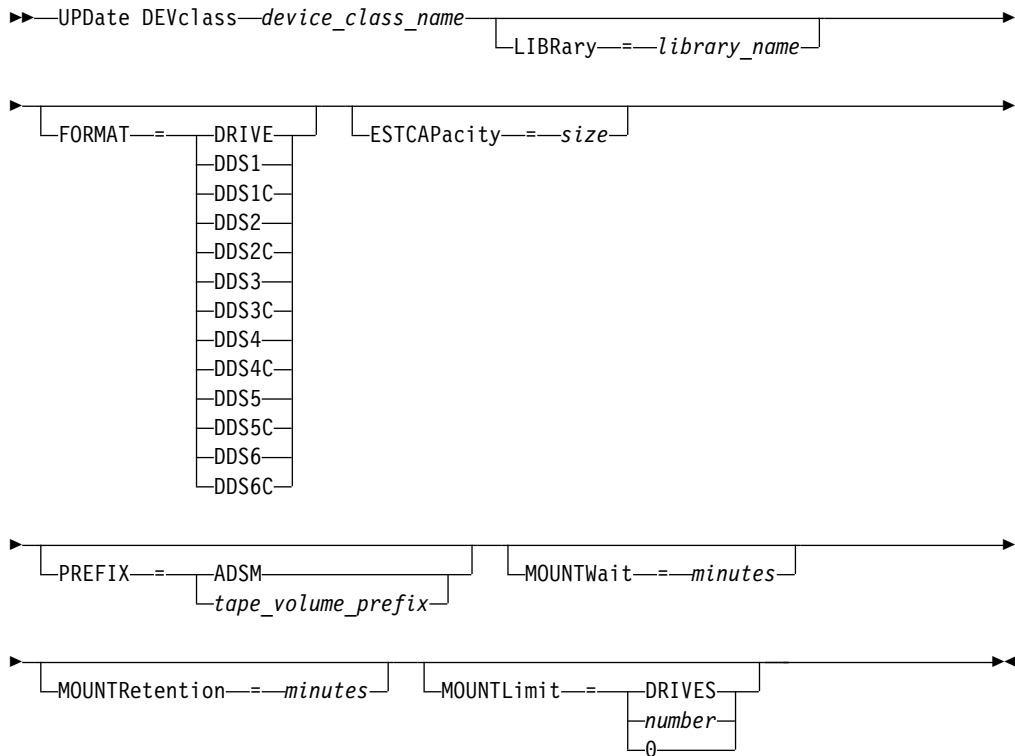 UPDate DEVclass device_class_name
LIBRary = library_name
FORMAT = DRIVE
DDS1
DDS1C
DDS2
DDS2C
DDS3
DDS3C
DDS4
DDS4C
DDS5
DDS5C
DDS6
DDS6C
ESTCAPacity = size
PREFIX = ADSM
tape_volume_prefix
MOUNTWait = minutes
MOUNTRetention = minutes
MOUNTLimit = DRIVES
number
0